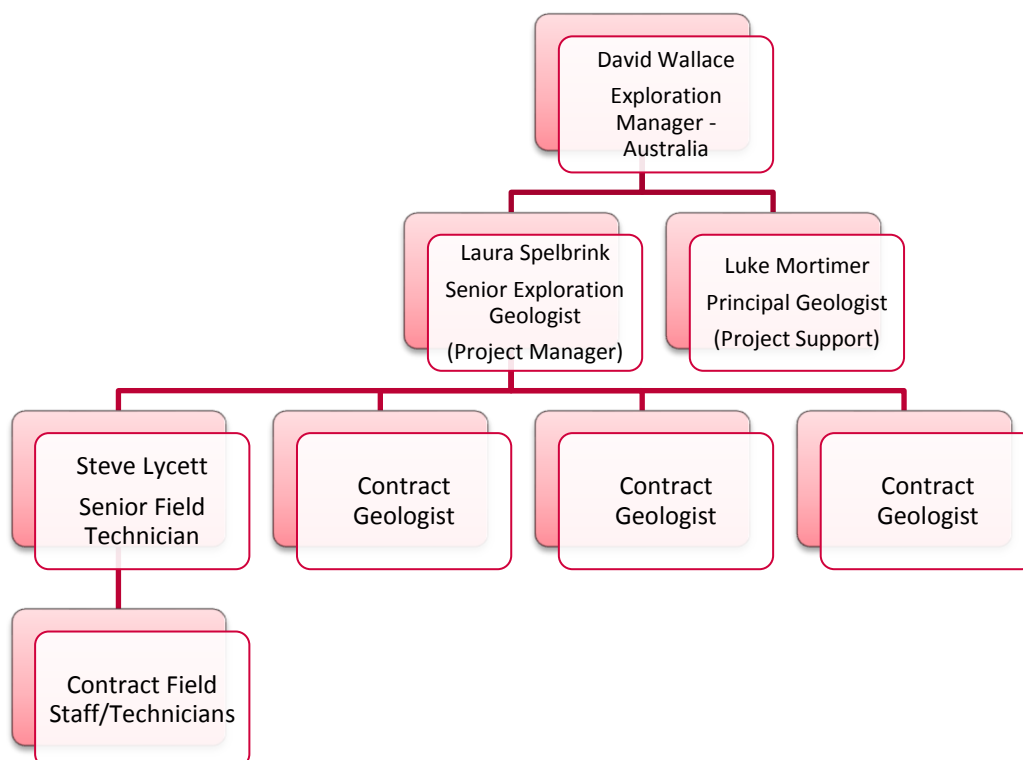 David Wallace
Exploration
Manager -
Australia
Laura Spelbrink
Senior Exploration
Geologist
(Project Manager)
Luke Mortimer
Principal Geologist
(Project Support)
Steve Lycett
Senior Field
Technician
Contract
Geologist
Contract
Geologist
Contract
Geologist
Contract Field
Staff/Technicians